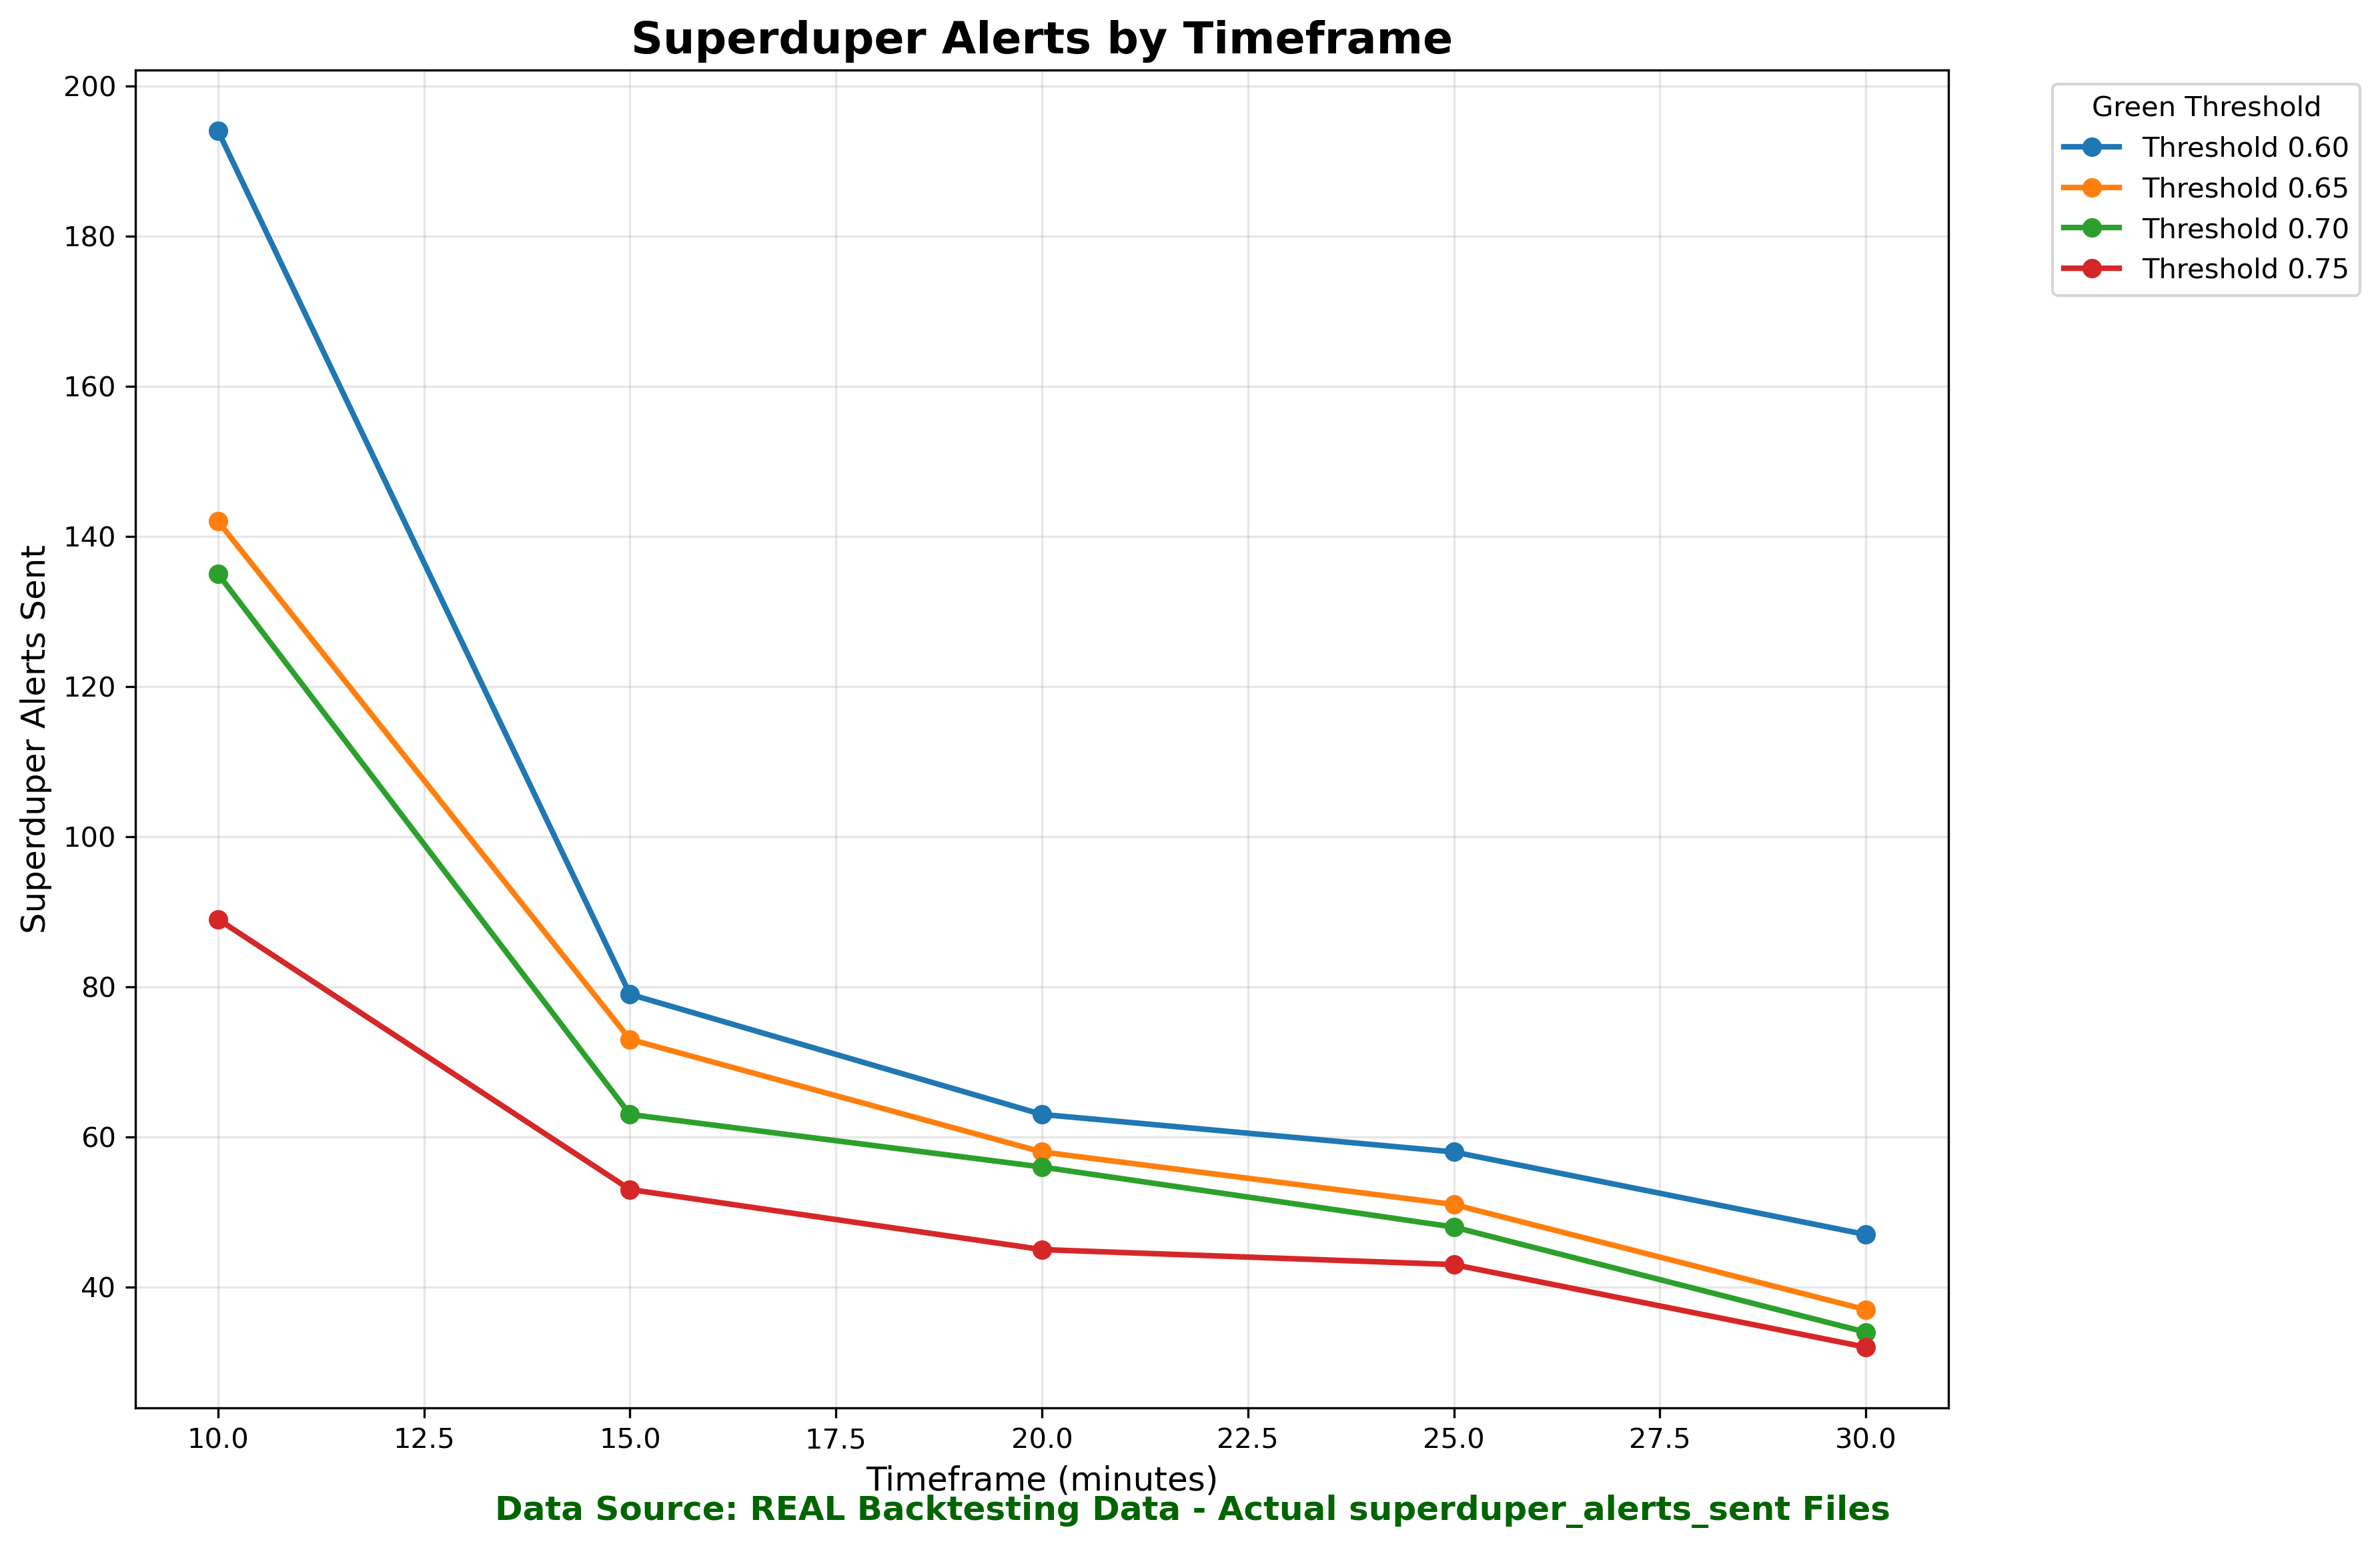 Superduper Alerts by Timeframe
200
180
160
140
120
100
80
60
40
Superduper Alerts Sent
10.0 12.5 15.0 17.5 20.0 22.5 25.0 27.5 30.0
Timeframe (minutes)
Data Source: REAL Backtesting Data - Actual superduper_alerts_sent Files
Green Threshold
Threshold 0.60
Threshold 0.65
Threshold 0.70
Threshold 0.75